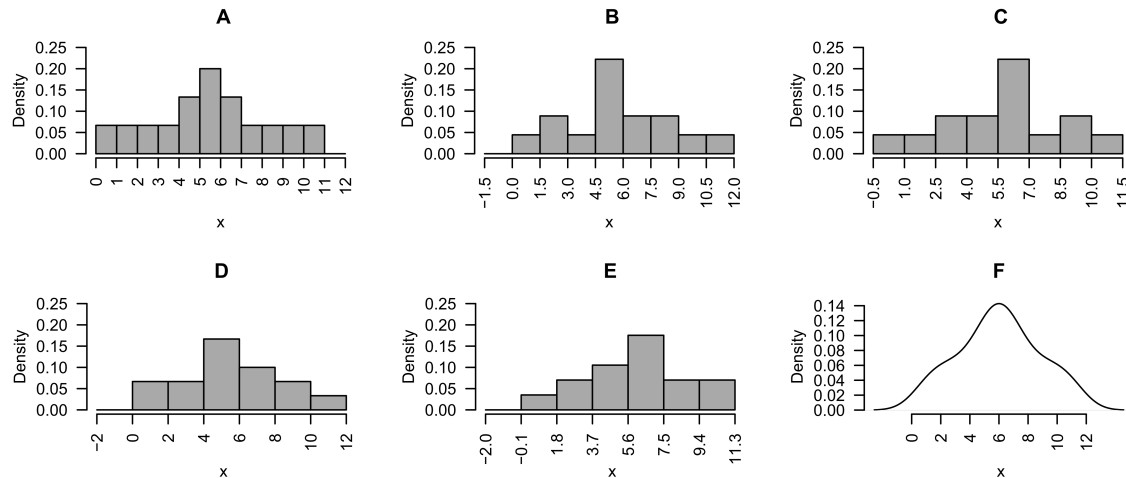 A
Density
0.25
0.20
0.15
0.10
0.05
0.00
0 1 2 3 4 5 6 7 8 9 10 11 12
x
B
Density
0.25
0.20
0.15
0.10
0.05
0.00
−1.5 0.0 1.5 3.0 4.5 6.0 7.5 9.0 10.5 12.0
x
C
Density
0.25
0.20
0.15
0.10
0.05
0.00
−0.5 1.0 2.5 4.0 5.5 7.0 8.5 10.0 11.5
x
D
Density
0.25
0.20
0.15
0.10
0.05
0.00
−2 0 2 4 6 8 10 12
x
E
Density
0.25
0.20
0.15
0.10
0.05
0.00
−2.0 −0.1 1.8 3.7 5.6 7.5 9.4 11.3
x
F
Density
0.14
0.12
0.10
0.08
0.06
0.04
0.02
0.00
0 2 4 6 8 10 12
x